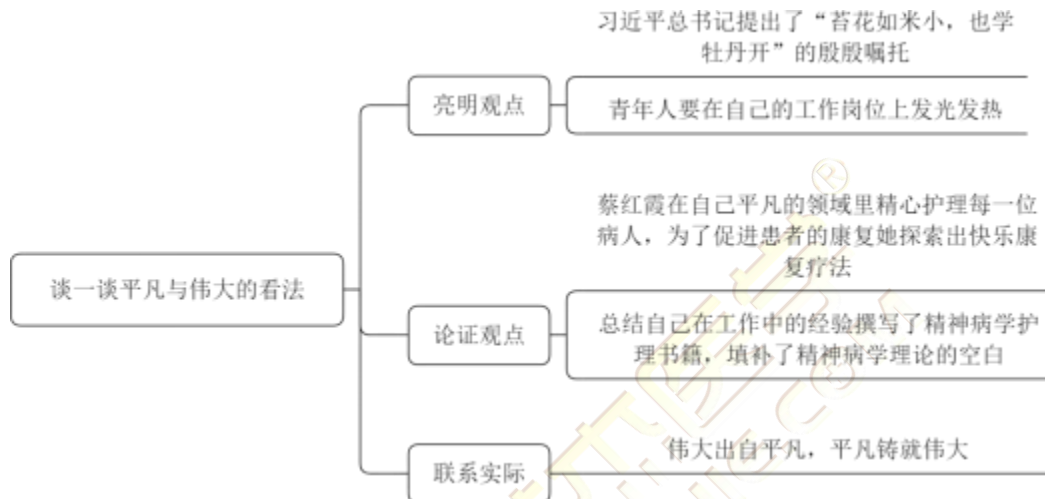 习近平总书记提出了“苔花如米小，也学
牡丹开”的殷殷嘱托
亮明观点
青年人要在自己的工作岗位上发光发热
蔡红霞在自己平凡的领域里精心护理每一位
病人，为了促进患者的康复她探索出快乐康
复疗法
谈一谈平凡与伟大的看法
论证观点
总结自己在工作中的经验撰写了精神病学护
理书籍，填补了精神病学理论的空白
联系实际
伟大出自平凡，平凡铸就伟大